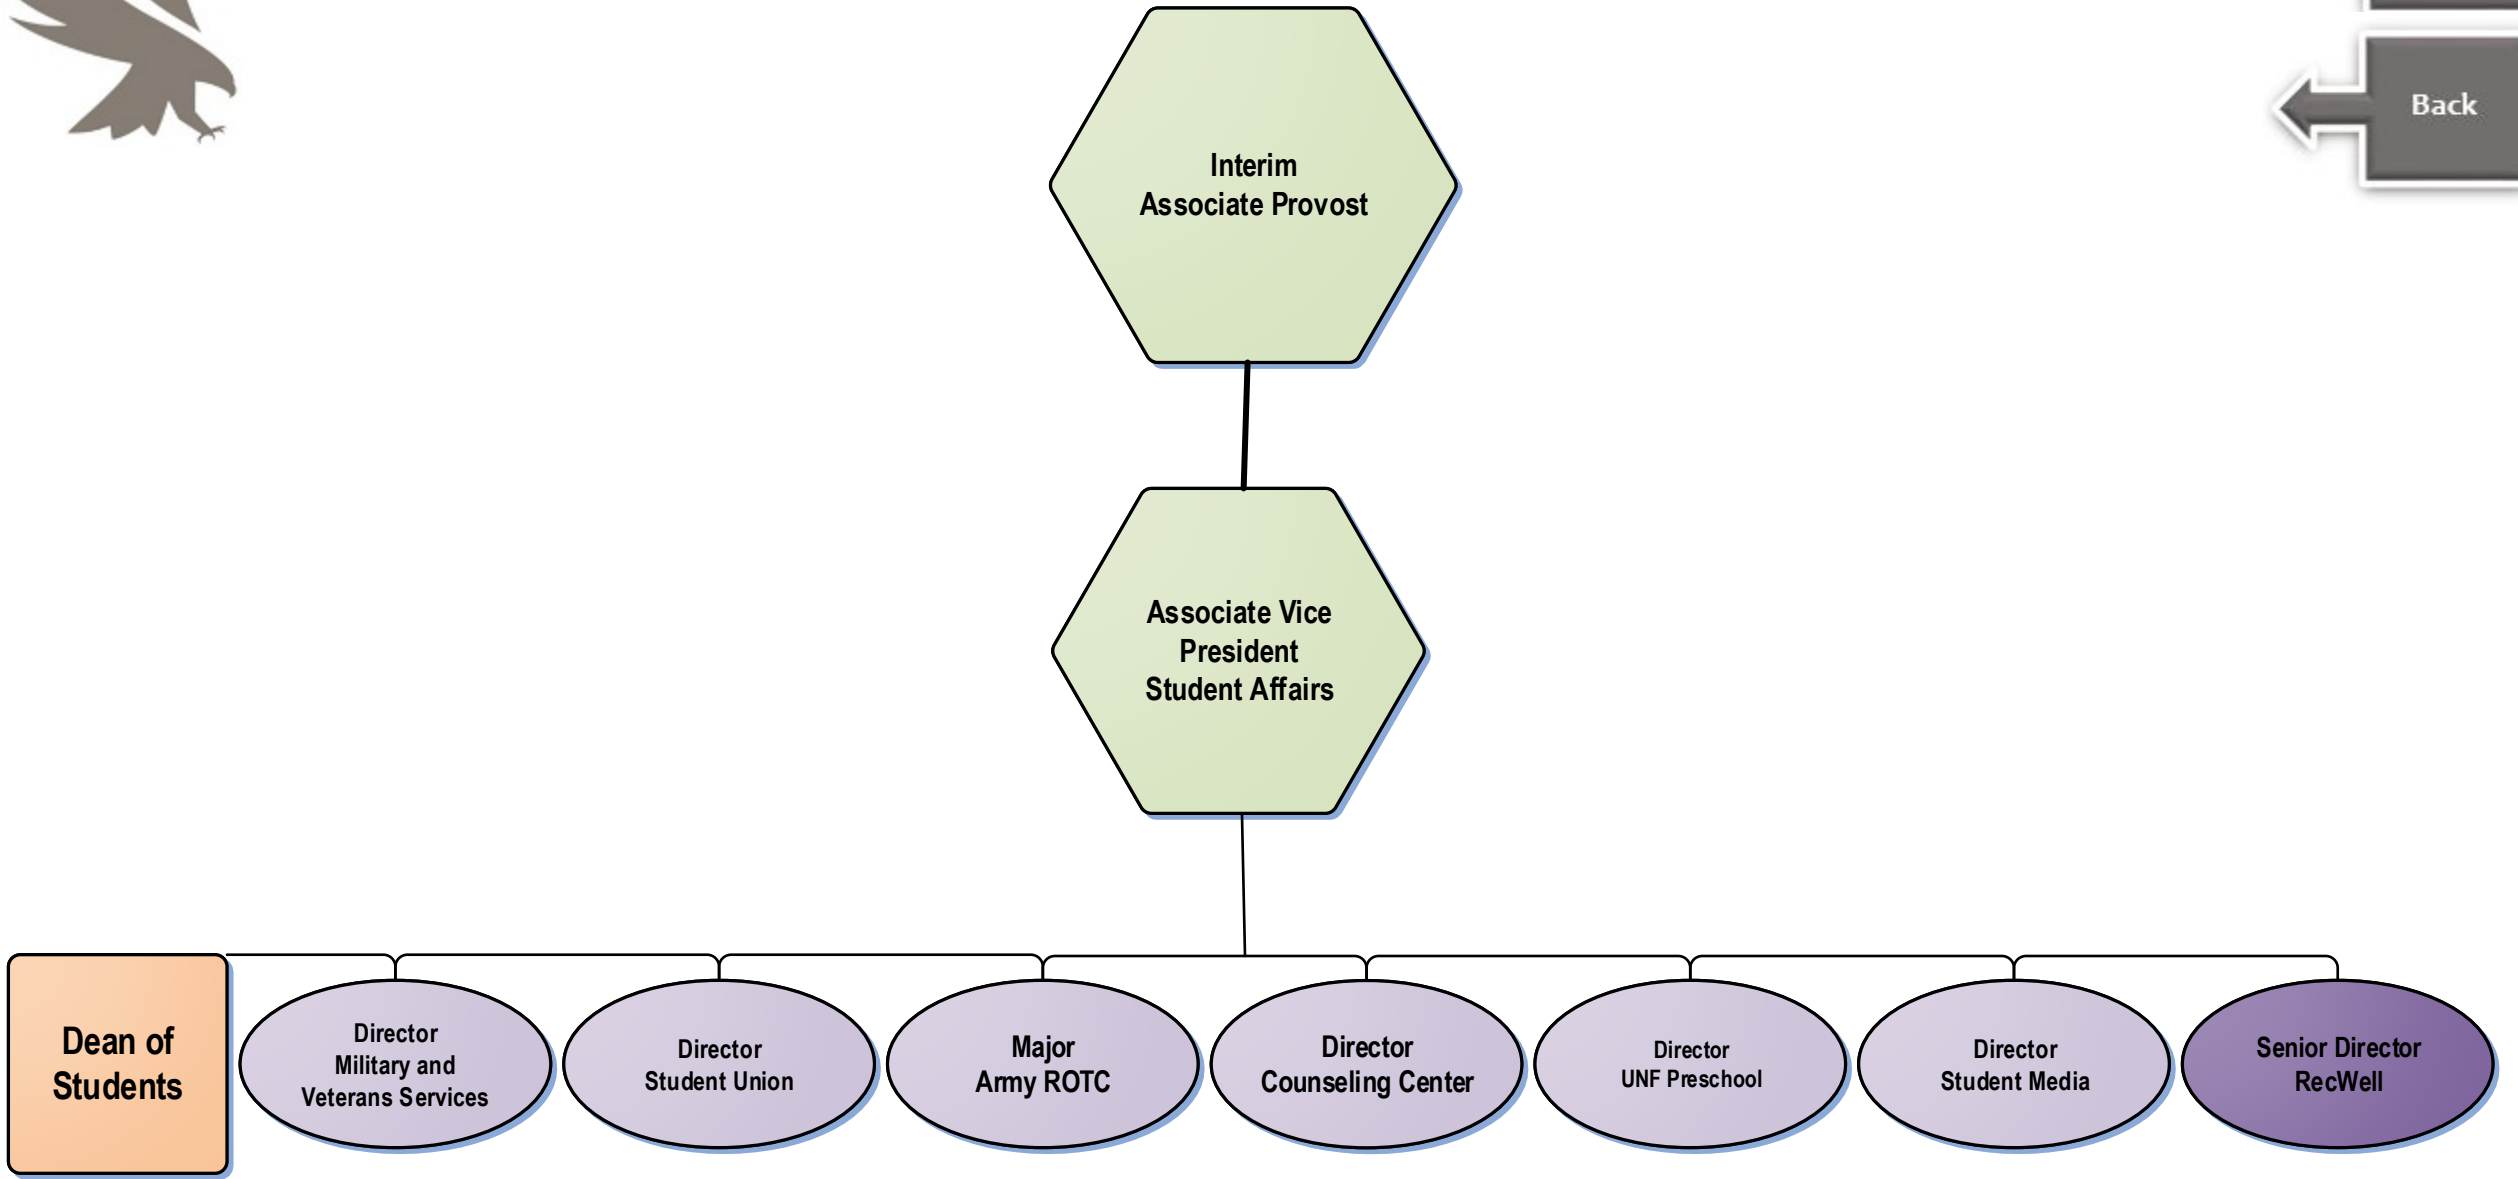 Back
Interim
Associate Provost
Associate Vice
President
Student Affairs
Dean of
Students
Director
Military and
Veterans Services
Director
Student Union
Major
Army ROTC
Director
Counseling Center
Director
UNF Preschool
Director
Student Media
Senior Director
RecWell